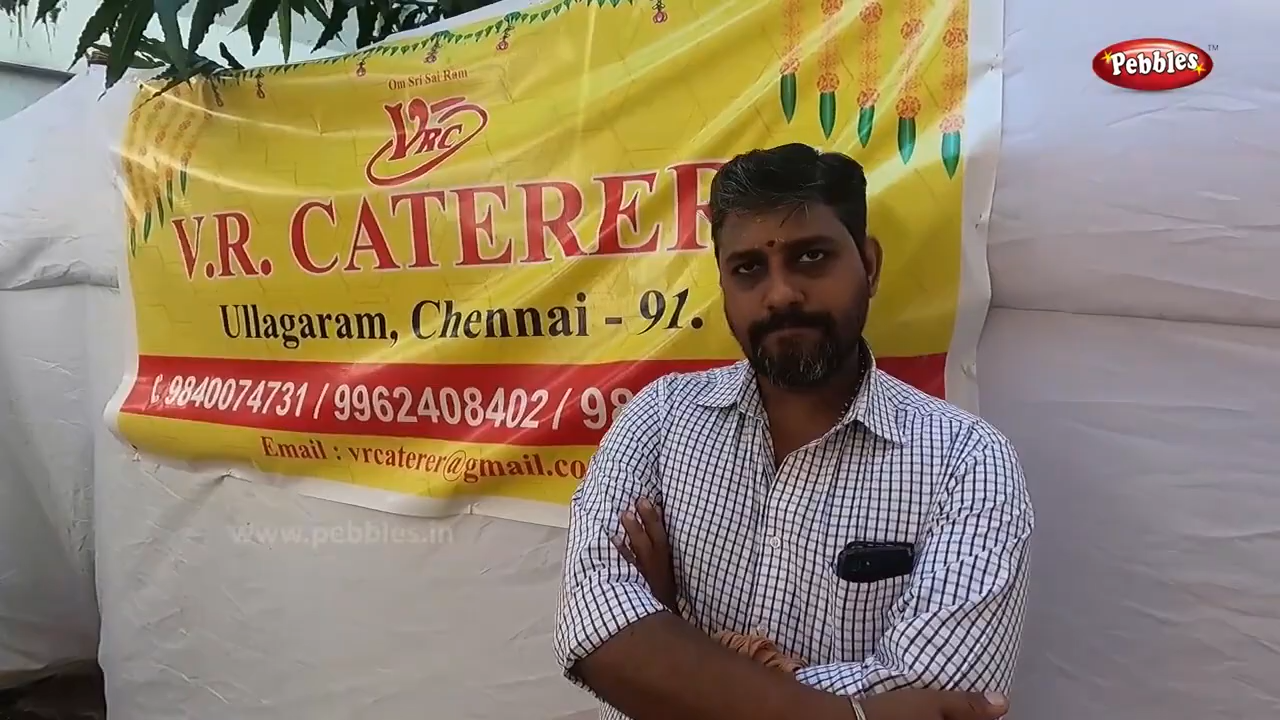 Pebbles™
Om Sri Sai Ram
VRC
V.R. CATERER
Ullagaram, Chennai - 91.
9840074731 / 9962408402 / 98
Email : vrcaterer@gmail.co
www.pebbles.in